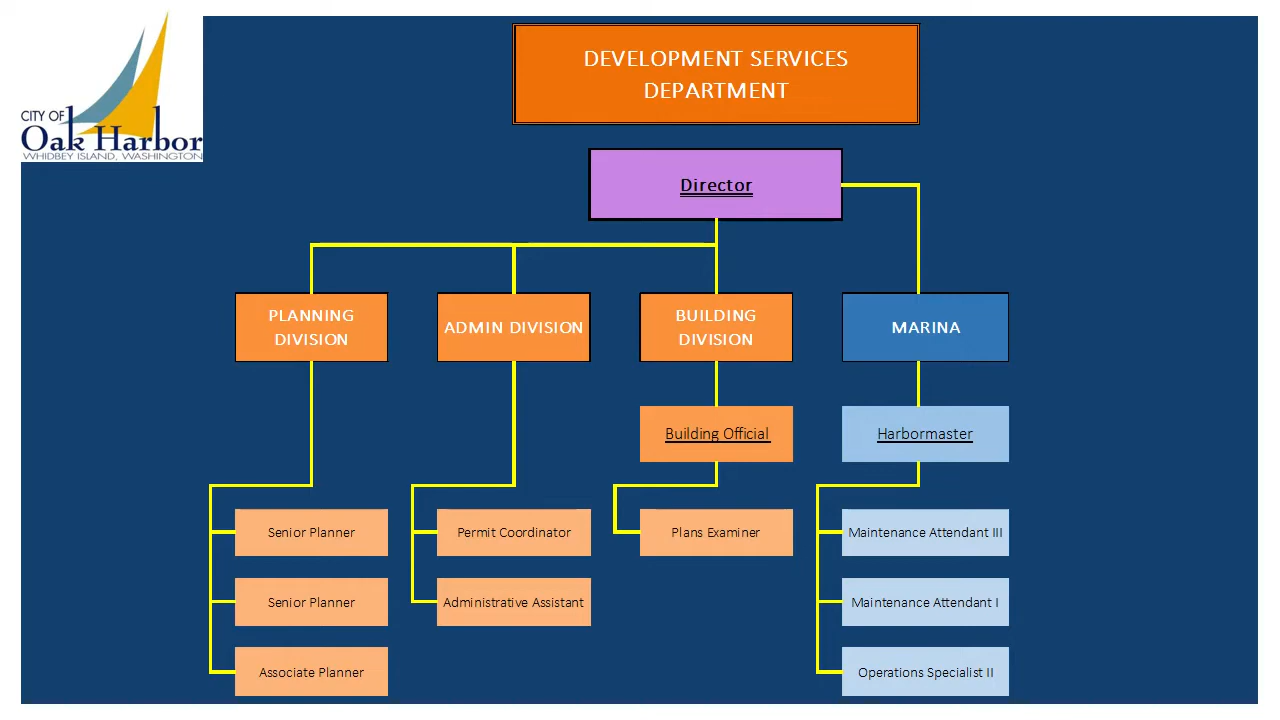 CITY OF
Oak Harbor
WHIDBEY ISLAND, WASHINGTON
DEVELOPMENT SERVICES
DEPARTMENT
Director
PLANNING
DIVISION
ADMIN DIVISION
BUILDING
DIVISION
MARINA
Building Official
Harbormaster
Senior Planner
Permit Coordinator
Plans Examiner
Maintenance Attendant III
Senior Planner
Administrative Assistant
Maintenance Attendant I
Associate Planner
Operations Specialist II